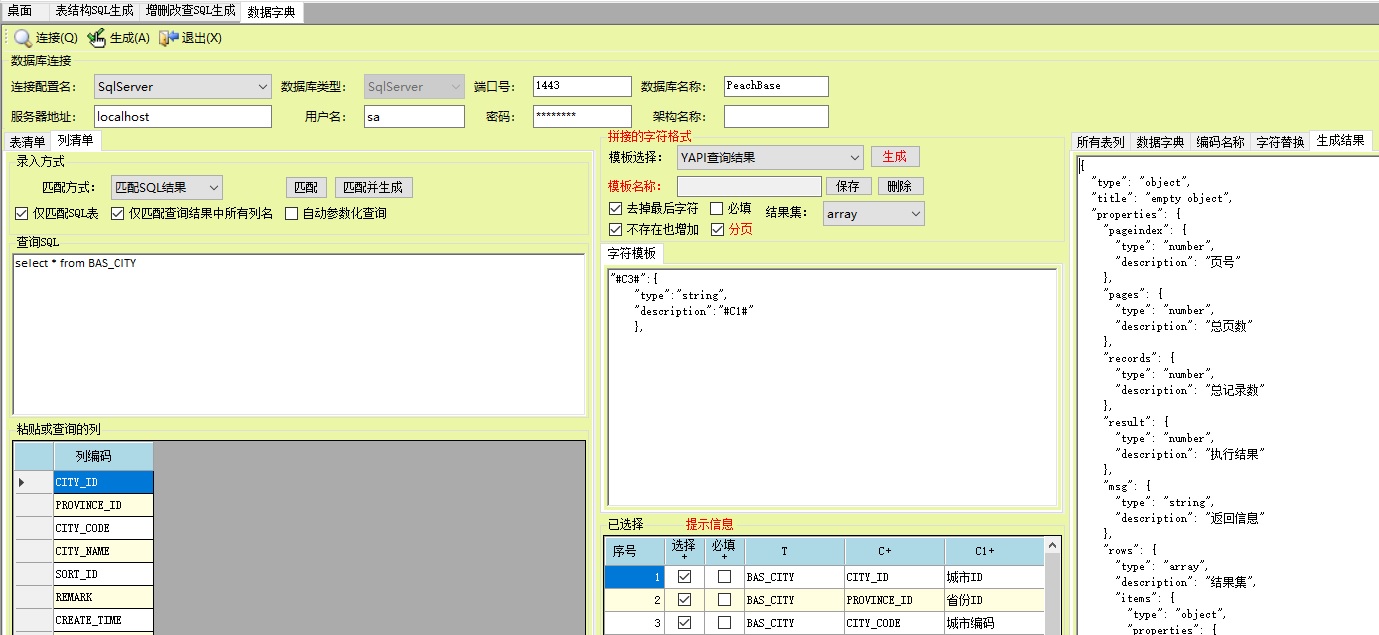 桌面 表结构SQL生成 增删改查SQL生成 数据字典
连接(Q) 生成(A) 退出(X)
数据库连接
连接配置名: SqlServer 数据库类型: SqlServer 端口号: 1443 数据库名称: PeachBase
服务器地址: localhost 用户名: sa 密码: ******** 架构名称:
表清单 列清单
录入方式
匹配方式: 匹配SQL结果 匹配 匹配并生成
仅匹配SQL表 仅匹配查询结果中所有列名 自动参数化查询
查询SQL
select * from BAS_CITY
粘贴或查询的列
列编码
CITY_ID
PROVINCE_ID
CITY_CODE
CITY_NAME
SORT_ID
REMARK
CREATE_TIME
拼接的字符格式
模板选择: YAPI查询结果 生成
模板名称: 保存 删除
去掉最后字符 必填 结果集: array
不存在也增加 分页
字符模板
"#C3#":{
"type":"string",
"description":"#C1#"
},
已选择 提示信息
序号 选择+ 必填+ T C+ C1+
1 BAS_CITY CITY_ID 城市ID
2 BAS_CITY PROVINCE_ID 省份ID
3 BAS_CITY CITY_CODE 城市编码
所有表列 数据字典 编码名称 字符替换 生成结果
{
"type": "object",
"title": "empty object",
"properties": {
"pageindex": {
"type": "number",
"description": "页号"
},
"pages": {
"type": "number",
"description": "总页数"
},
"records": {
"type": "number",
"description": "总记录数"
},
"result": {
"type": "number",
"description": "执行结果"
},
"msg": {
"type": "string",
"description": "返回信息"
},
"rows": {
"type": "array",
"description": "结果集",
"items": {
"type": "object",
"properties": {